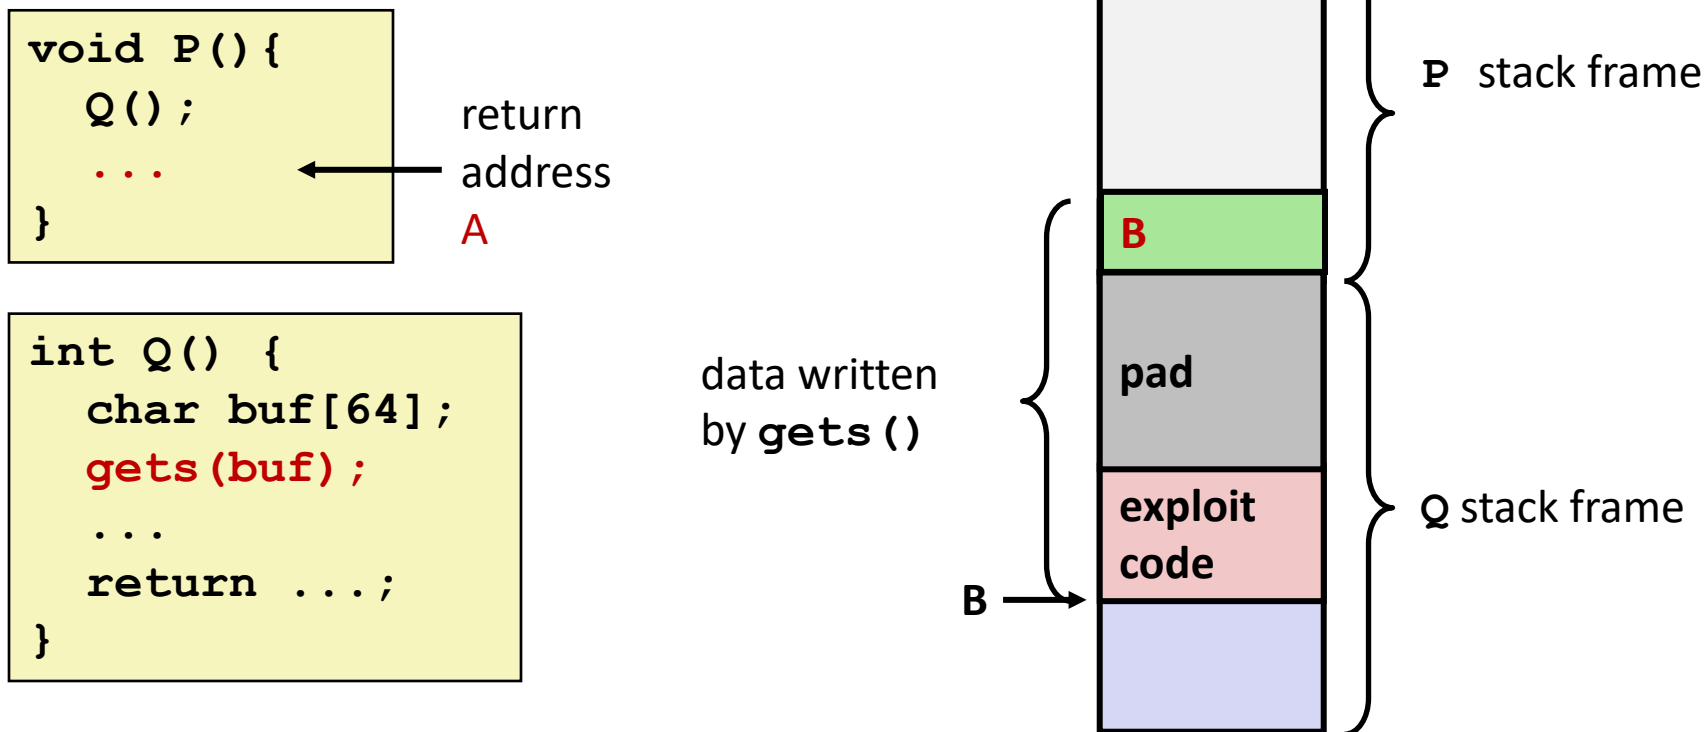 void P(){
Q();
...
}
return
address
A
int Q() {
char buf[64];
gets(buf);
...
return ...;
}
data written
by gets()
B
B
pad
exploit
code
P stack frame
Q stack frame